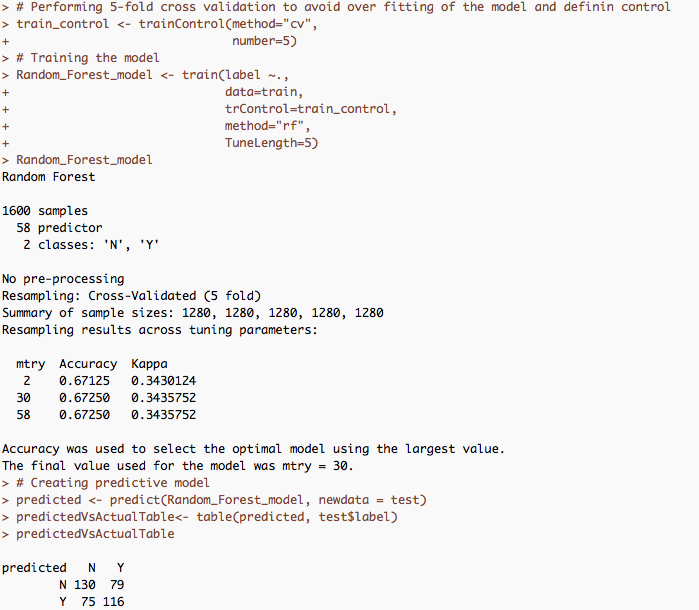 > # Performing 5-fold cross validation to avoid over fitting of the model and definin control
> train_control <- trainControl(method="cv",
+                               number=5)
> # Training the model
> Random_Forest_model <- train(label ~.,
+                              data=train,
+                              trControl=train_control,
+                              method="rf",
+                              TuneLength=5)
> Random_Forest_model
Random Forest

1600 samples
  58 predictor
   2 classes: 'N', 'Y'

No pre-processing
Resampling: Cross-Validated (5 fold)
Summary of sample sizes: 1280, 1280, 1280, 1280, 1280
Resampling results across tuning parameters:

  mtry  Accuracy  Kappa
   2    0.67125   0.3430124
  30    0.67250   0.3435752
  58    0.67250   0.3435752

Accuracy was used to select the optimal model using the largest value.
The final value used for the model was mtry = 30.
> # Creating predictive model
> predicted <- predict(Random_Forest_model, newdata = test)
> predictedVsActualTable<- table(predicted, test$label)
> predictedVsActualTable

predicted   N   Y
        N 130  79
        Y  75 116